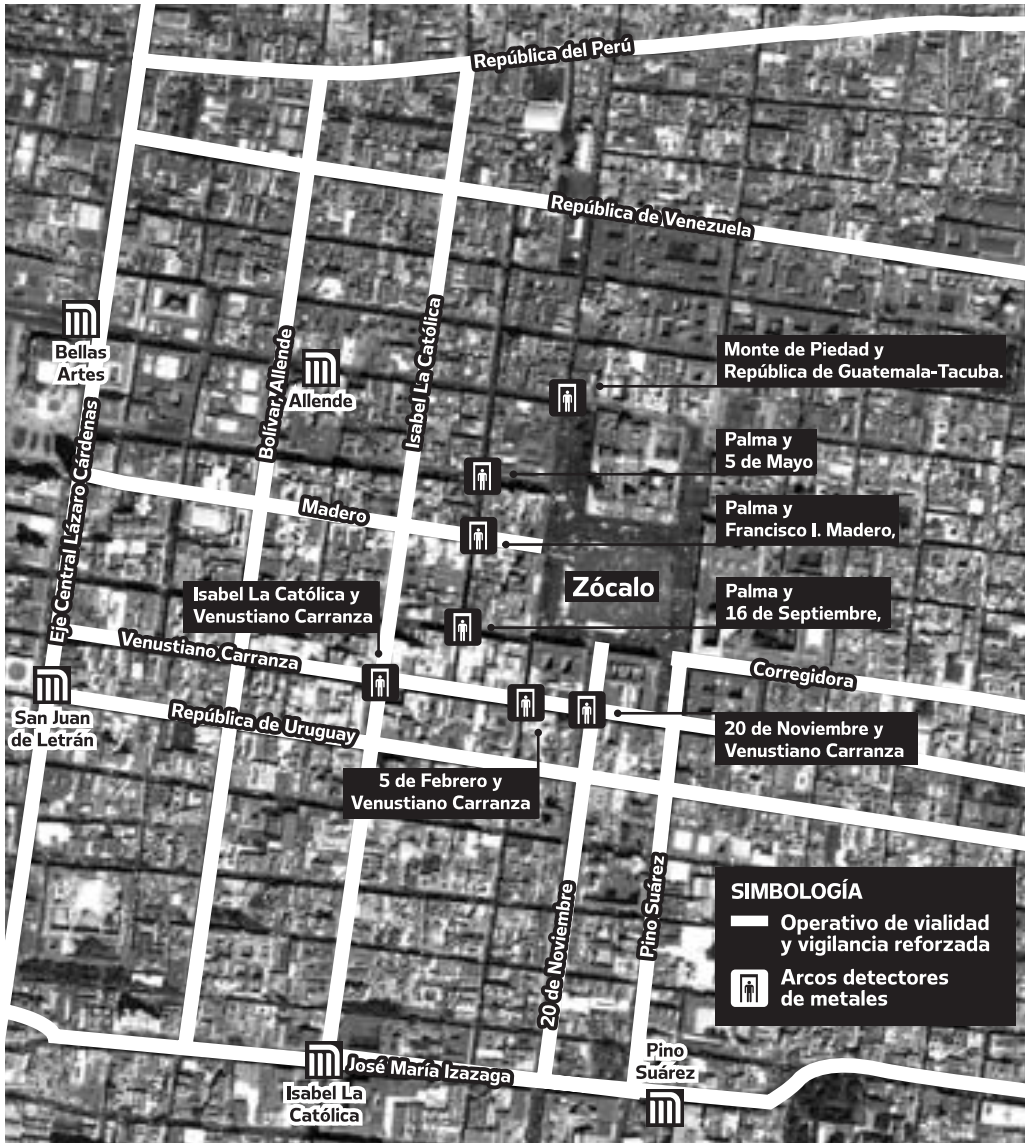 República del Perú
República de Venezuela
Bellas
Artes
Bolívar, Allende
Isabel La Católica
Allende
Monte de Piedad y
República de Guatemala-Tacuba.
Eje Central Lázaro Cárdenas
Palma y
5 de Mayo
Madero
Palma y
Francisco I. Madero,
Zócalo
Isabel La Católica y
Venustiano Carranza
Palma y
16 de Septiembre,
Venustiano Carranza
Corregidora
San Juan
de Letrán
República de Uruguay
20 de Noviembre y
Venustiano Carranza
5 de Febrero y
Venustiano Carranza
20 de Noviembre
Pino Suárez
SIMBOLOGÍA
Operativo de vialidad
y vigilancia reforzada
Arcos detectores
de metales
José María Izazaga
Isabel La
Católica
Pino
Suárez